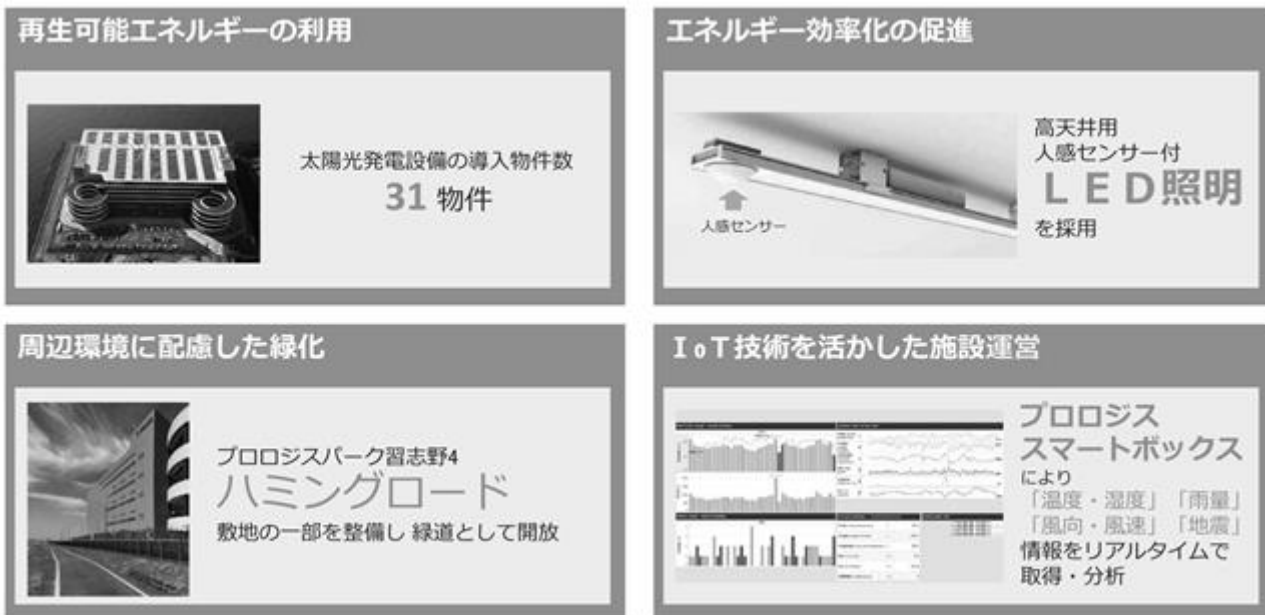 再生可能エネルギーの利用
太陽光発電設備の導入物件数
31 物件
エネルギー効率化の促進
人感センサー
高天井用
人感センサー付
ＬＥＤ照明
を採用
周辺環境に配慮した緑化
プロロジスパーク習志野4
ハミングロード
敷地の一部を整備し 緑道として開放
ＩoＴ技術を活かした施設運営
プロロジス
スマートボックス
により
「温度・湿度」「雨量」
「風向・風速」「地震」
情報をリアルタイムで
取得・分析